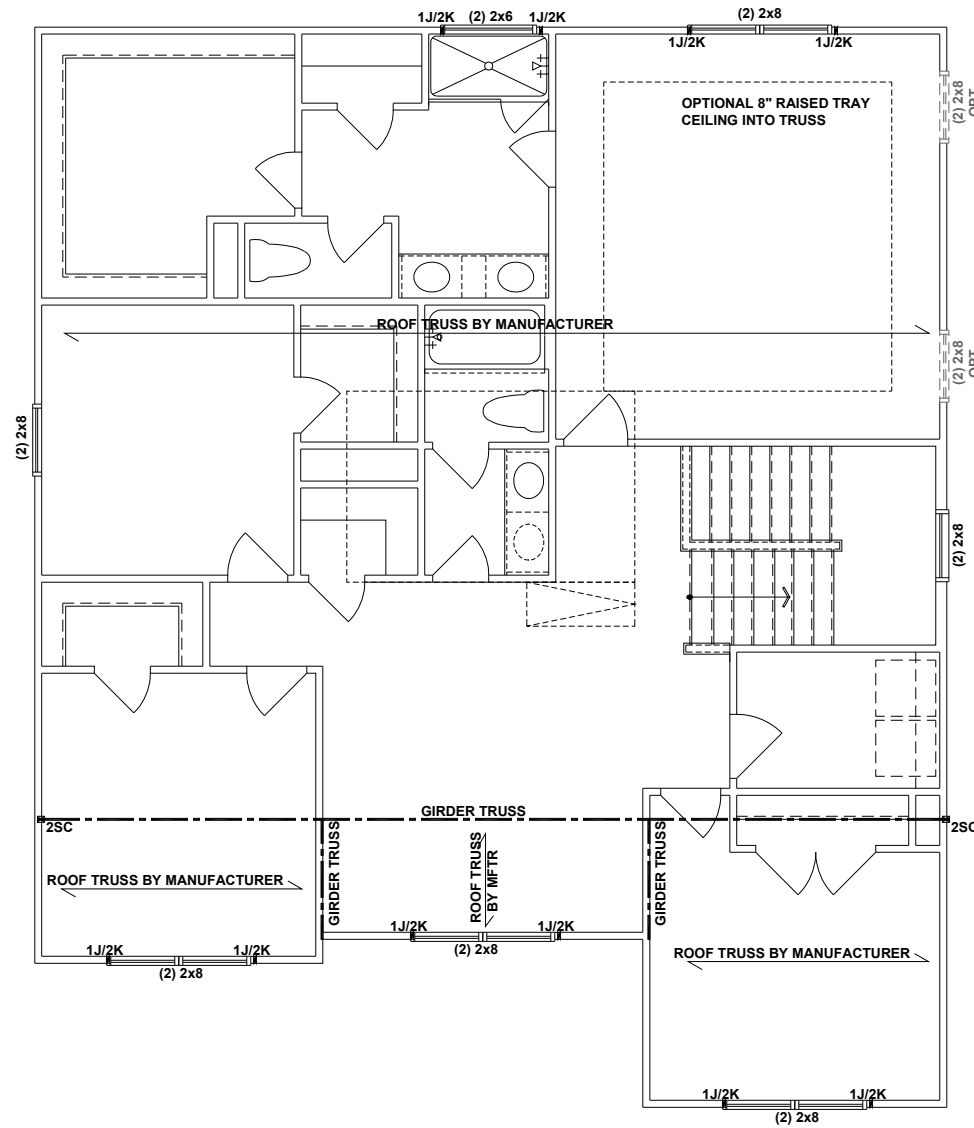 1J/2K (2) 2x6 1J/2K
(2) 2x8
1J/2K 1J/2K
OPTIONAL 8" RAISED TRAY
CEILING INTO TRUSS
(2) 2x8
OPT
ROOF TRUSS BY MANUFACTURER
(2) 2x8
OPT
(2) 2x8
(2) 2x8
GIRDER TRUSS
2SC
2SC
GIRDER TRUSS
ROOF TRUSS
BY MFTR
GIRDER TRUSS
ROOF TRUSS BY MANUFACTURER
1J/2K 1J/2K
(2) 2x8
1J/2K 1J/2K
(2) 2x8
ROOF TRUSS BY MANUFACTURER
1J/2K 1J/2K
(2) 2x8